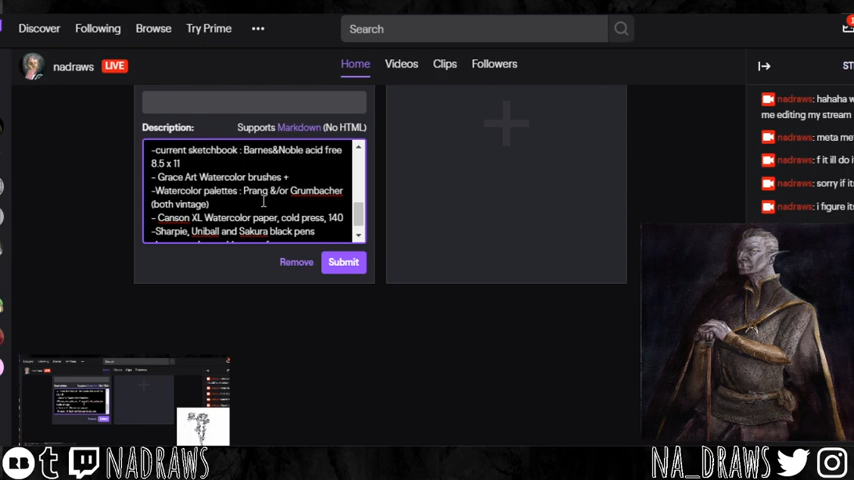 Discover Following Browse Try Prime ••• Search
nadraws LIVE Home Videos Clips Followers
Description: Supports Markdown (No HTML)
-current sketchbook : Barnes&Noble acid free
8.5 x 11
- Grace Art Watercolor brushes +
-Watercolor palettes : Prang &/or Grumbacher
(both vintage)
- Canson XL Watercolor paper, cold press, 140
-Sharpie, Uniball and Sakura black pens
Remove Submit
ST
nadraws: hahaha w
me editing my stream
nadraws: meta me
nadraws: f it ill do i
nadraws: sorry if it
nadraws: i figure its
NADRAWS NA_DRAWS